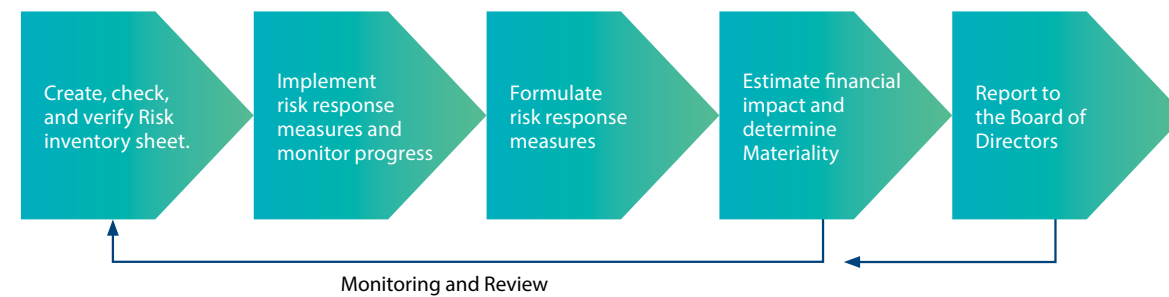 Create, check,
and verify Risk
inventory sheet.
Implement
risk response
measures and
monitor progress
Formulate
risk response
measures
Estimate financial
impact and
determine
Materiality
Report to
the Board of
Directors
Monitoring and Review